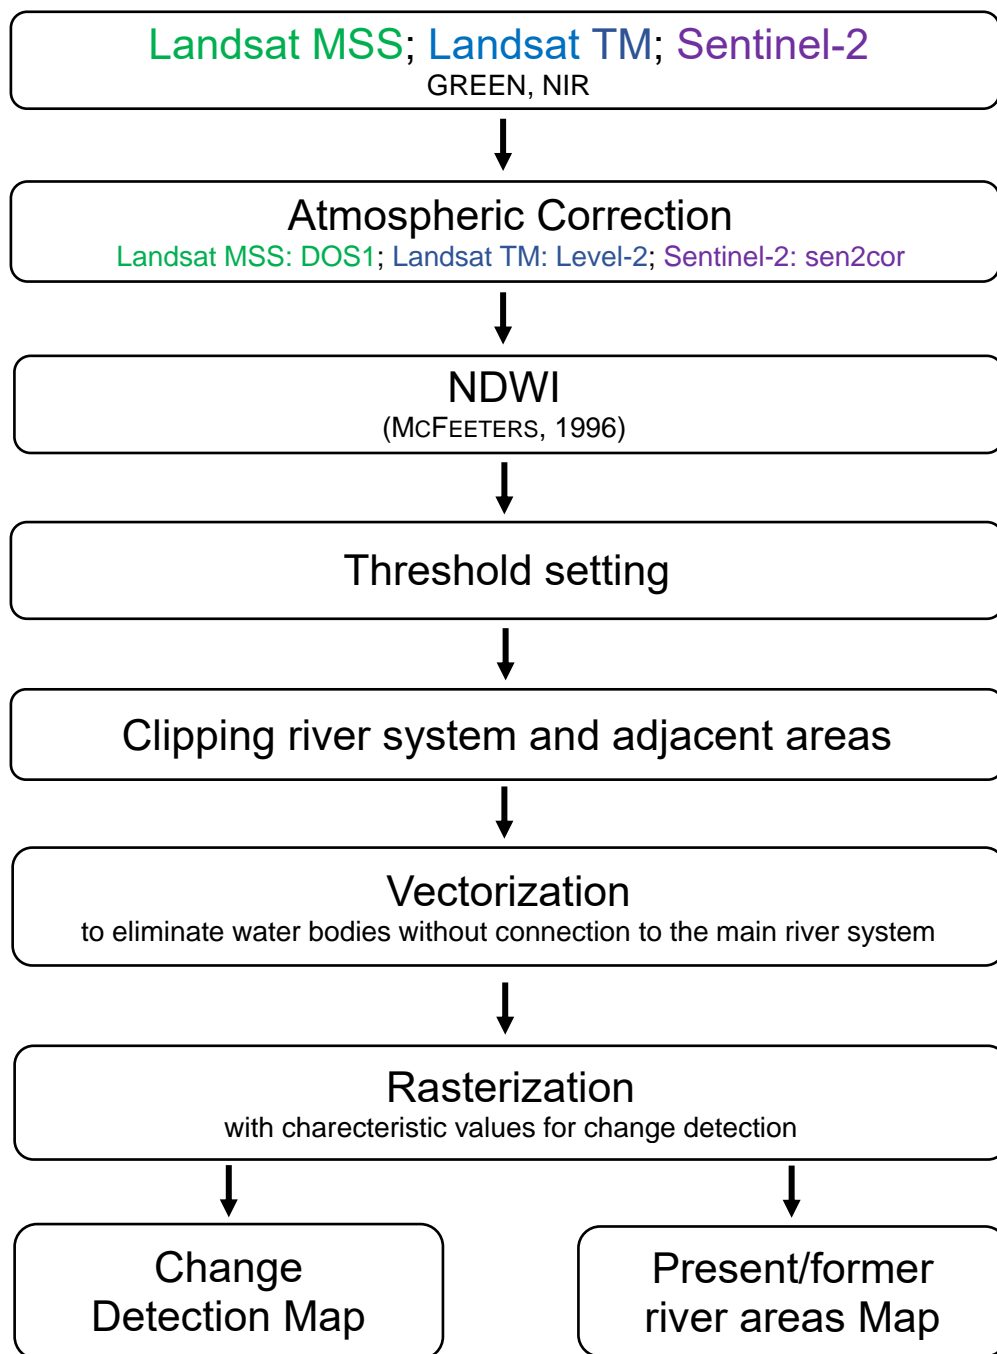 Landsat MSS; Landsat TM; Sentinel-2
GREEN, NIR
Atmospheric Correction
Landsat MSS: DOS1; Landsat TM: Level-2; Sentinel-2: sen2cor
NDWI
(MCFEETERS, 1996)
Threshold setting
Clipping river system and adjacent areas
Vectorization
to eliminate water bodies without connection to the main river system
Rasterization
with charecteristic values for change detection
Change
Detection Map
Present/former
river areas Map